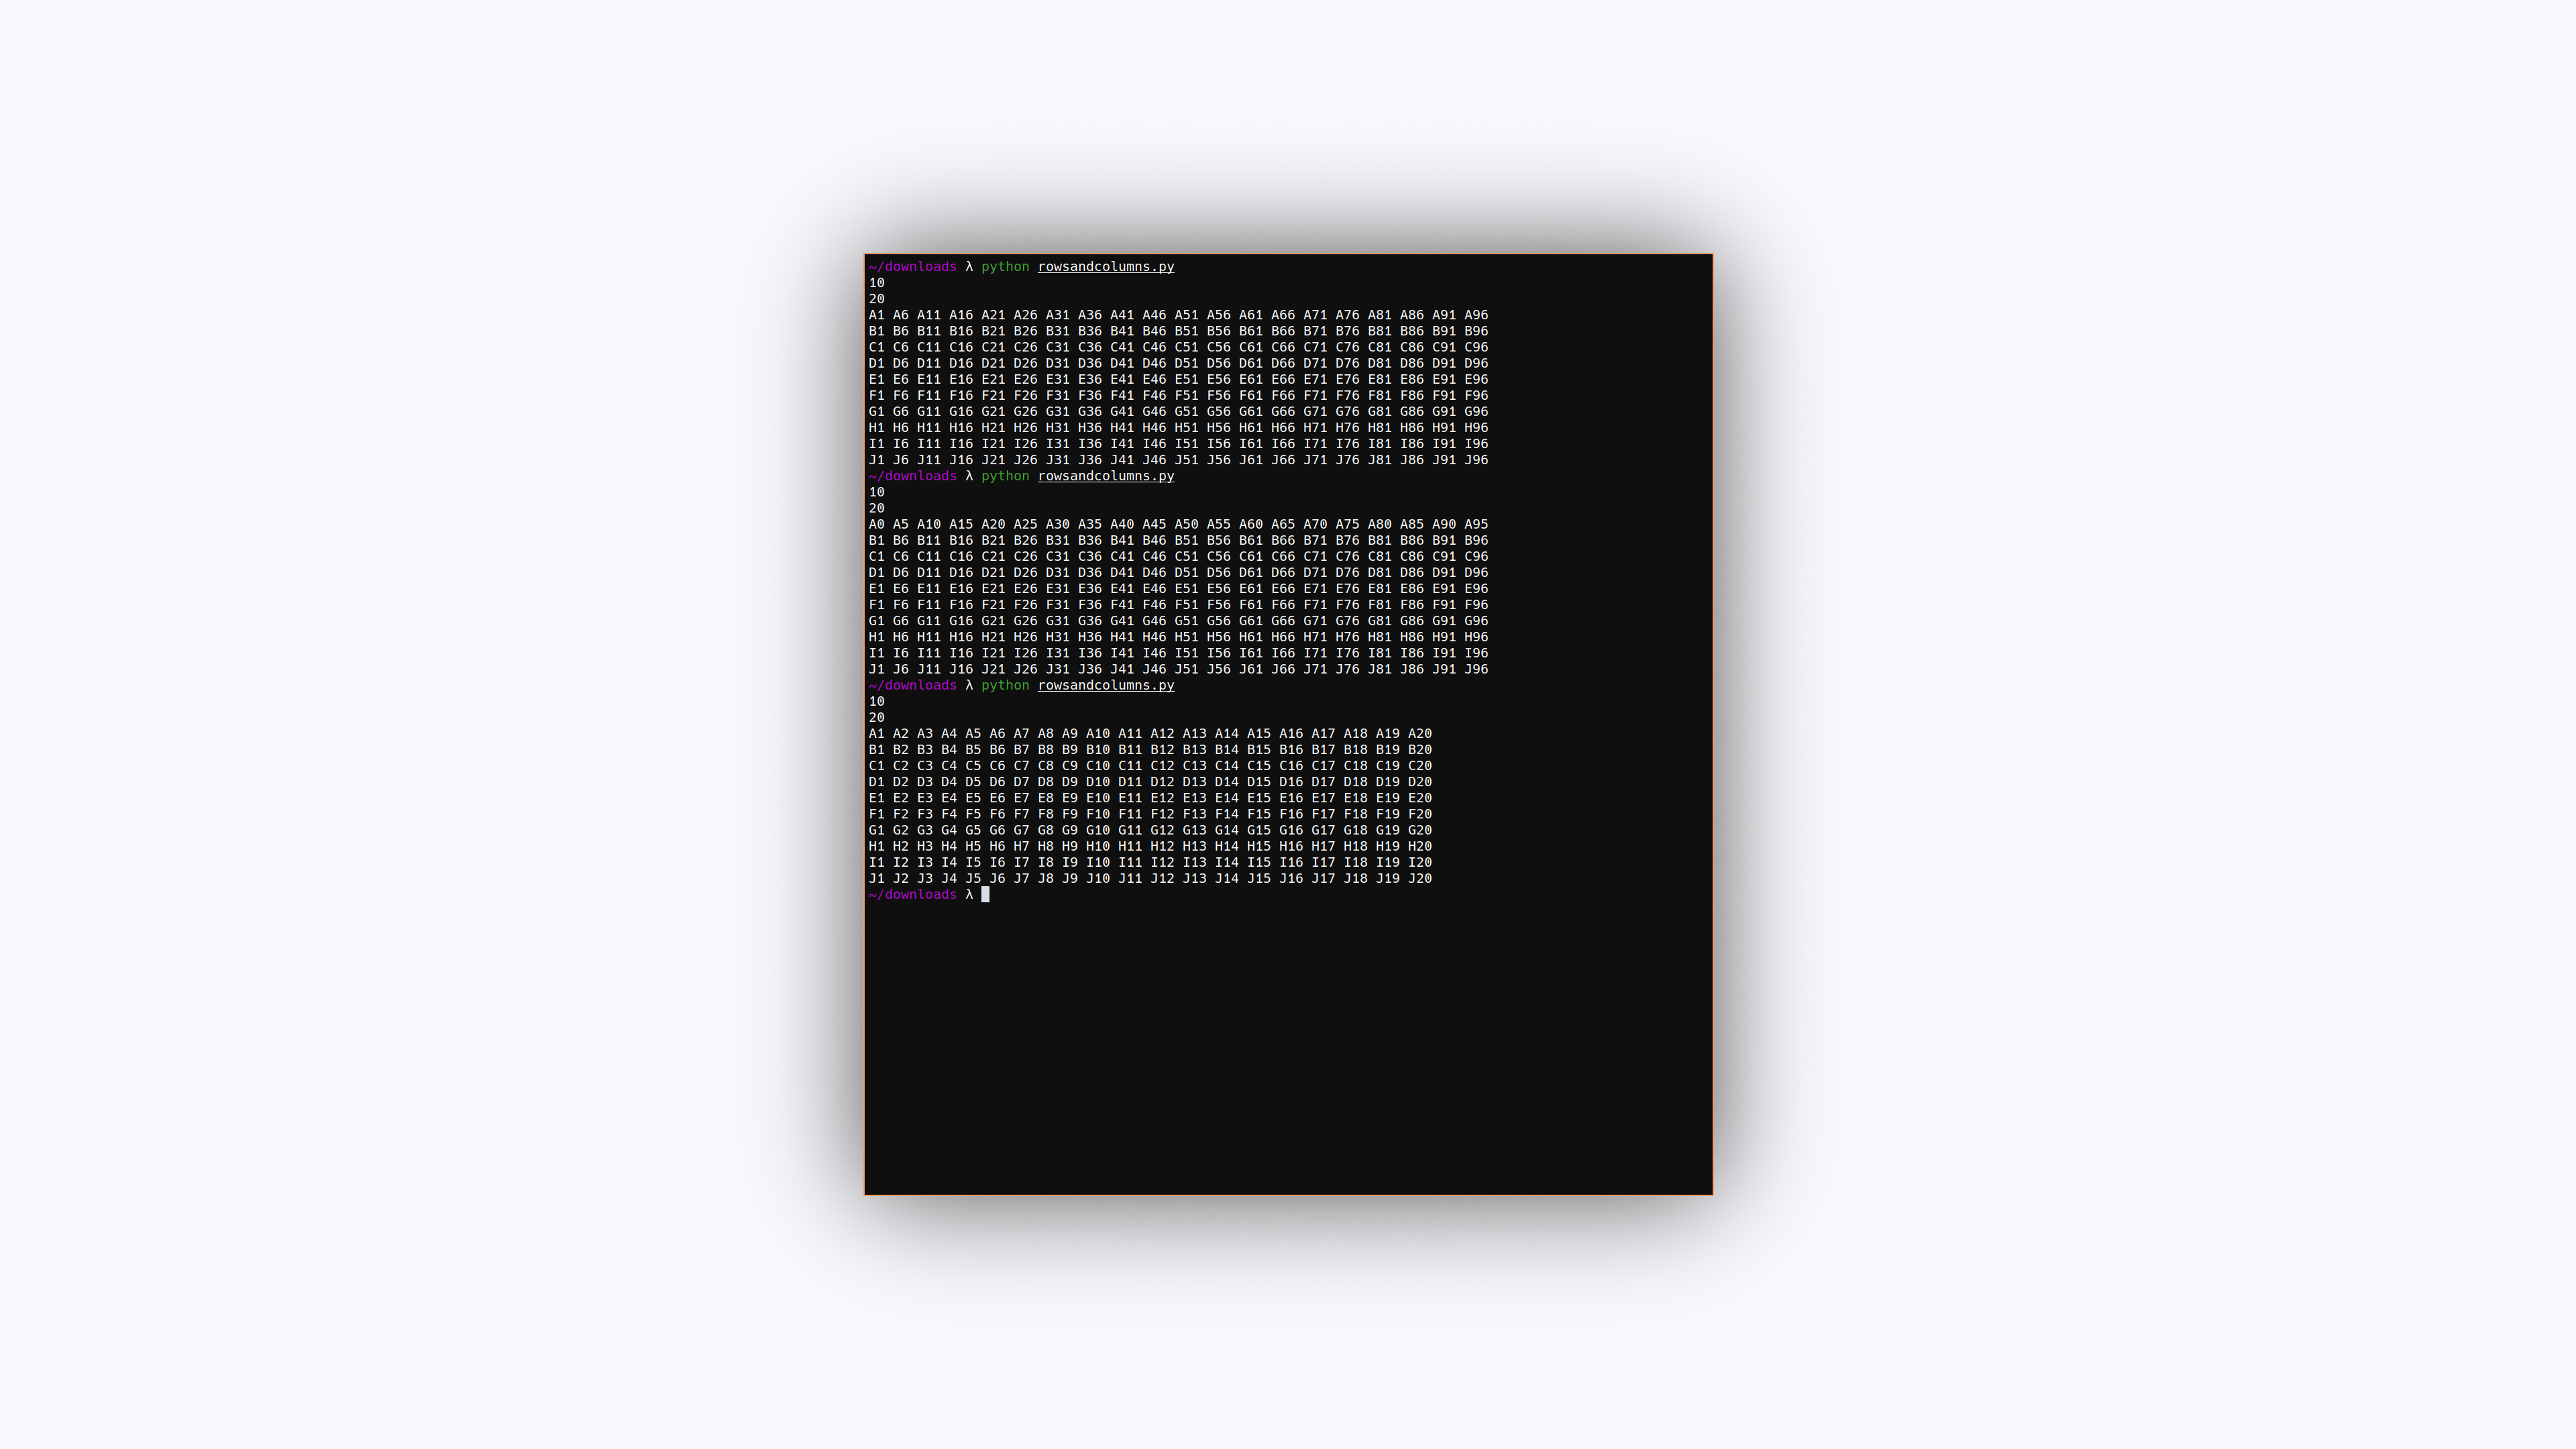 ~/downloads λ python rowsandcolumns.py
10
20
A1 A6 A11 A16 A21 A26 A31 A36 A41 A46 A51 A56 A61 A66 A71 A76 A81 A86 A91 A96
B1 B6 B11 B16 B21 B26 B31 B36 B41 B46 B51 B56 B61 B66 B71 B76 B81 B86 B91 B96
C1 C6 C11 C16 C21 C26 C31 C36 C41 C46 C51 C56 C61 C66 C71 C76 C81 C86 C91 C96
D1 D6 D11 D16 D21 D26 D31 D36 D41 D46 D51 D56 D61 D66 D71 D76 D81 D86 D91 D96
E1 E6 E11 E16 E21 E26 E31 E36 E41 E46 E51 E56 E61 E66 E71 E76 E81 E86 E91 E96
F1 F6 F11 F16 F21 F26 F31 F36 F41 F46 F51 F56 F61 F66 F71 F76 F81 F86 F91 F96
G1 G6 G11 G16 G21 G26 G31 G36 G41 G46 G51 G56 G61 G66 G71 G76 G81 G86 G91 G96
H1 H6 H11 H16 H21 H26 H31 H36 H41 H46 H51 H56 H61 H66 H71 H76 H81 H86 H91 H96
I1 I6 I11 I16 I21 I26 I31 I36 I41 I46 I51 I56 I61 I66 I71 I76 I81 I86 I91 I96
J1 J6 J11 J16 J21 J26 J31 J36 J41 J46 J51 J56 J61 J66 J71 J76 J81 J86 J91 J96
~/downloads λ python rowsandcolumns.py
10
20
A0 A5 A10 A15 A20 A25 A30 A35 A40 A45 A50 A55 A60 A65 A70 A75 A80 A85 A90 A95
B1 B6 B11 B16 B21 B26 B31 B36 B41 B46 B51 B56 B61 B66 B71 B76 B81 B86 B91 B96
C1 C6 C11 C16 C21 C26 C31 C36 C41 C46 C51 C56 C61 C66 C71 C76 C81 C86 C91 C96
D1 D6 D11 D16 D21 D26 D31 D36 D41 D46 D51 D56 D61 D66 D71 D76 D81 D86 D91 D96
E1 E6 E11 E16 E21 E26 E31 E36 E41 E46 E51 E56 E61 E66 E71 E76 E81 E86 E91 E96
F1 F6 F11 F16 F21 F26 F31 F36 F41 F46 F51 F56 F61 F66 F71 F76 F81 F86 F91 F96
G1 G6 G11 G16 G21 G26 G31 G36 G41 G46 G51 G56 G61 G66 G71 G76 G81 G86 G91 G96
H1 H6 H11 H16 H21 H26 H31 H36 H41 H46 H51 H56 H61 H66 H71 H76 H81 H86 H91 H96
I1 I6 I11 I16 I21 I26 I31 I36 I41 I46 I51 I56 I61 I66 I71 I76 I81 I86 I91 I96
J1 J6 J11 J16 J21 J26 J31 J36 J41 J46 J51 J56 J61 J66 J71 J76 J81 J86 J91 J96
~/downloads λ python rowsandcolumns.py
10
20
A1 A2 A3 A4 A5 A6 A7 A8 A9 A10 A11 A12 A13 A14 A15 A16 A17 A18 A19 A20
B1 B2 B3 B4 B5 B6 B7 B8 B9 B10 B11 B12 B13 B14 B15 B16 B17 B18 B19 B20
C1 C2 C3 C4 C5 C6 C7 C8 C9 C10 C11 C12 C13 C14 C15 C16 C17 C18 C19 C20
D1 D2 D3 D4 D5 D6 D7 D8 D9 D10 D11 D12 D13 D14 D15 D16 D17 D18 D19 D20
E1 E2 E3 E4 E5 E6 E7 E8 E9 E10 E11 E12 E13 E14 E15 E16 E17 E18 E19 E20
F1 F2 F3 F4 F5 F6 F7 F8 F9 F10 F11 F12 F13 F14 F15 F16 F17 F18 F19 F20
G1 G2 G3 G4 G5 G6 G7 G8 G9 G10 G11 G12 G13 G14 G15 G16 G17 G18 G19 G20
H1 H2 H3 H4 H5 H6 H7 H8 H9 H10 H11 H12 H13 H14 H15 H16 H17 H18 H19 H20
I1 I2 I3 I4 I5 I6 I7 I8 I9 I10 I11 I12 I13 I14 I15 I16 I17 I18 I19 I20
J1 J2 J3 J4 J5 J6 J7 J8 J9 J10 J11 J12 J13 J14 J15 J16 J17 J18 J19 J20
~/downloads λ